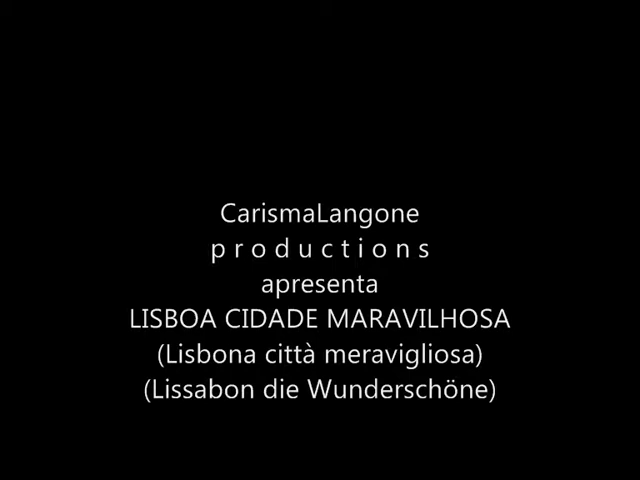 CarismaLangone
p r o d u c t i o n s
apresenta
LISBOA CIDADE MARAVILHOSA
(Lisbona città meravigliosa)
(Lissabon die Wunderschöne)